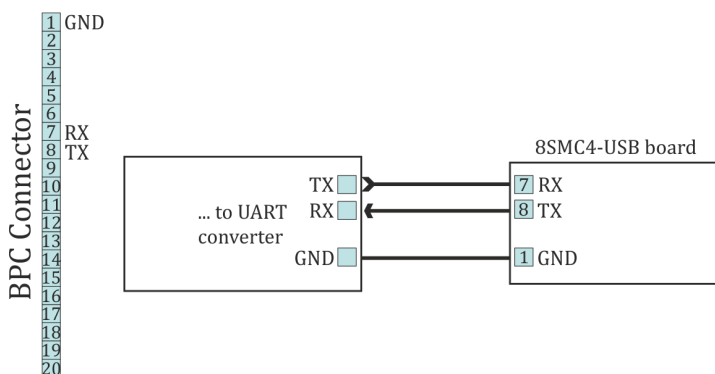 BPC Connector
1 GND
2
3
4
5
6
7 RX
8 TX
9
10
11
12
13
14
15
16
17
18
19
20
... to UART
converter
TX
RX
GND
8SMC4-USB board
7 RX
8 TX
1 GND